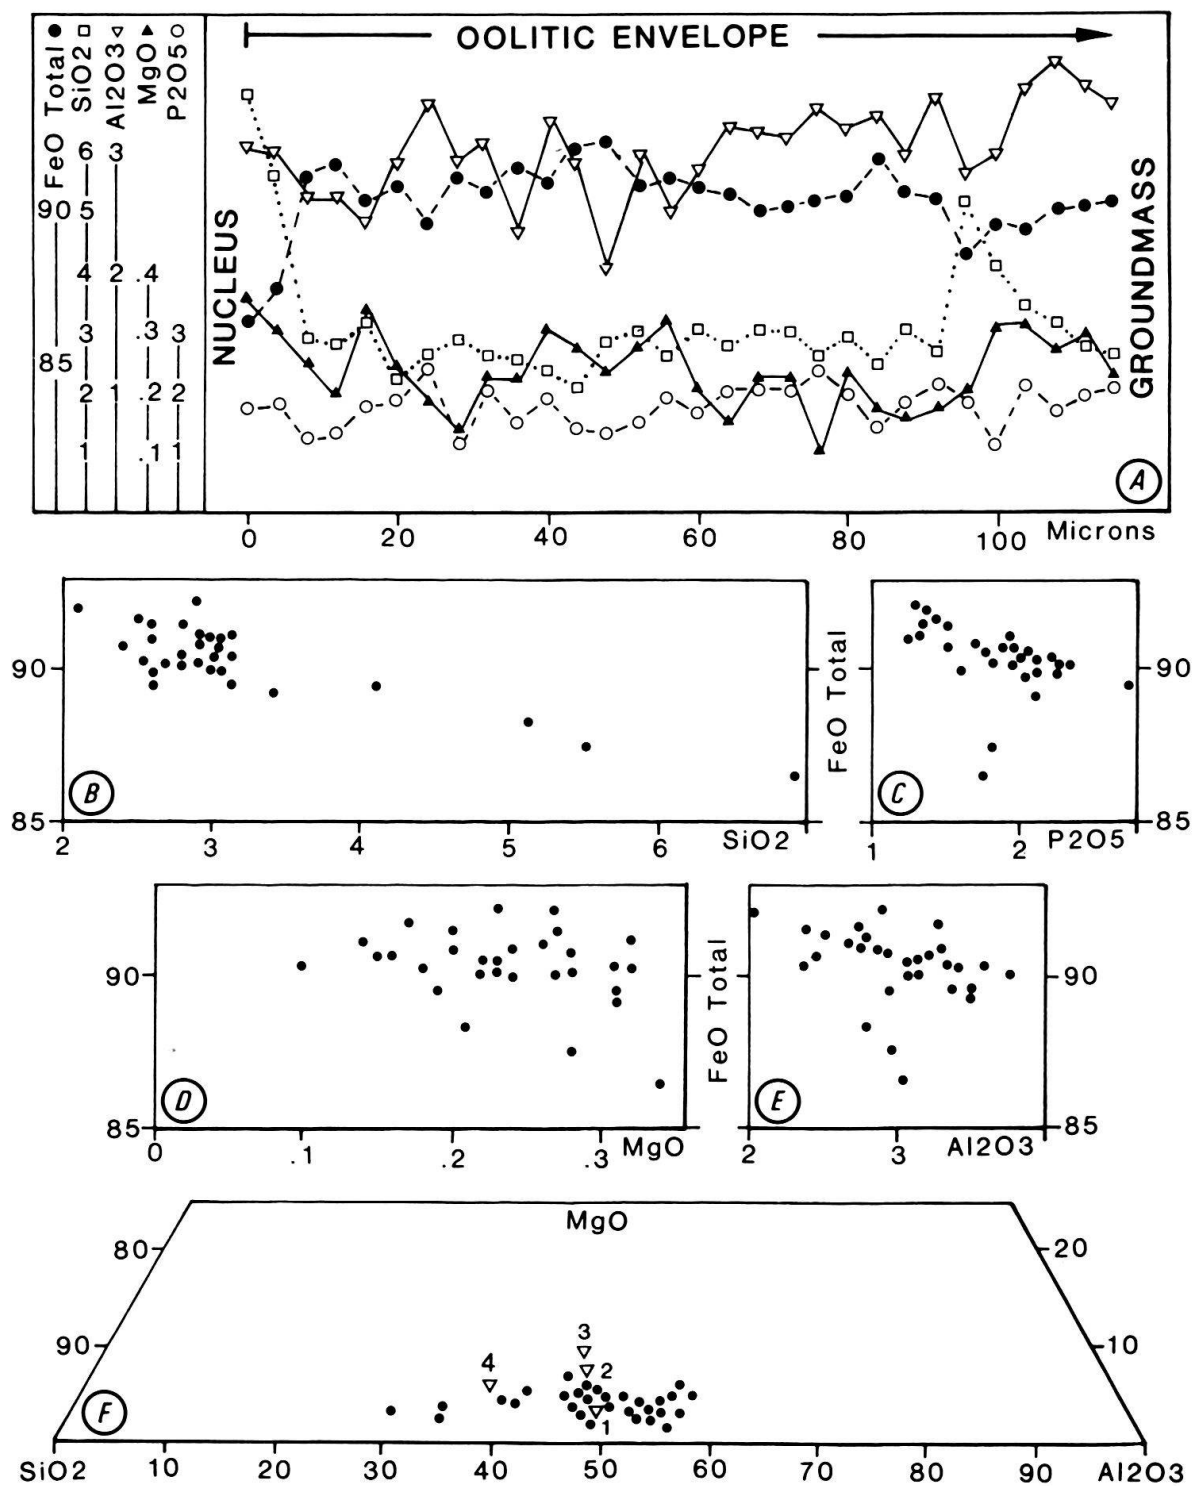 FeO Total
SiO2
Al2O3
MgO
P2O5
OOLITIC ENVELOPE
6 3
90 5
4 2 .4
3 .3 3
85
2 1 .2 2
1 .1 1
NUCLEUS
GROUNDMASS
A
0 20 40 60 80 100 Microns
90
85
B
2 3 4 5 6 SiO2
FeO Total
90
85
C
1 2 P2O5
90
85
D
0 .1 .2 .3 MgO
FeO Total
90
85
E
2 3 Al2O3
MgO
80 20
90 10
3
4 2
1
F
SiO2 10 20 30 40 50 60 70 80 90 Al2O3